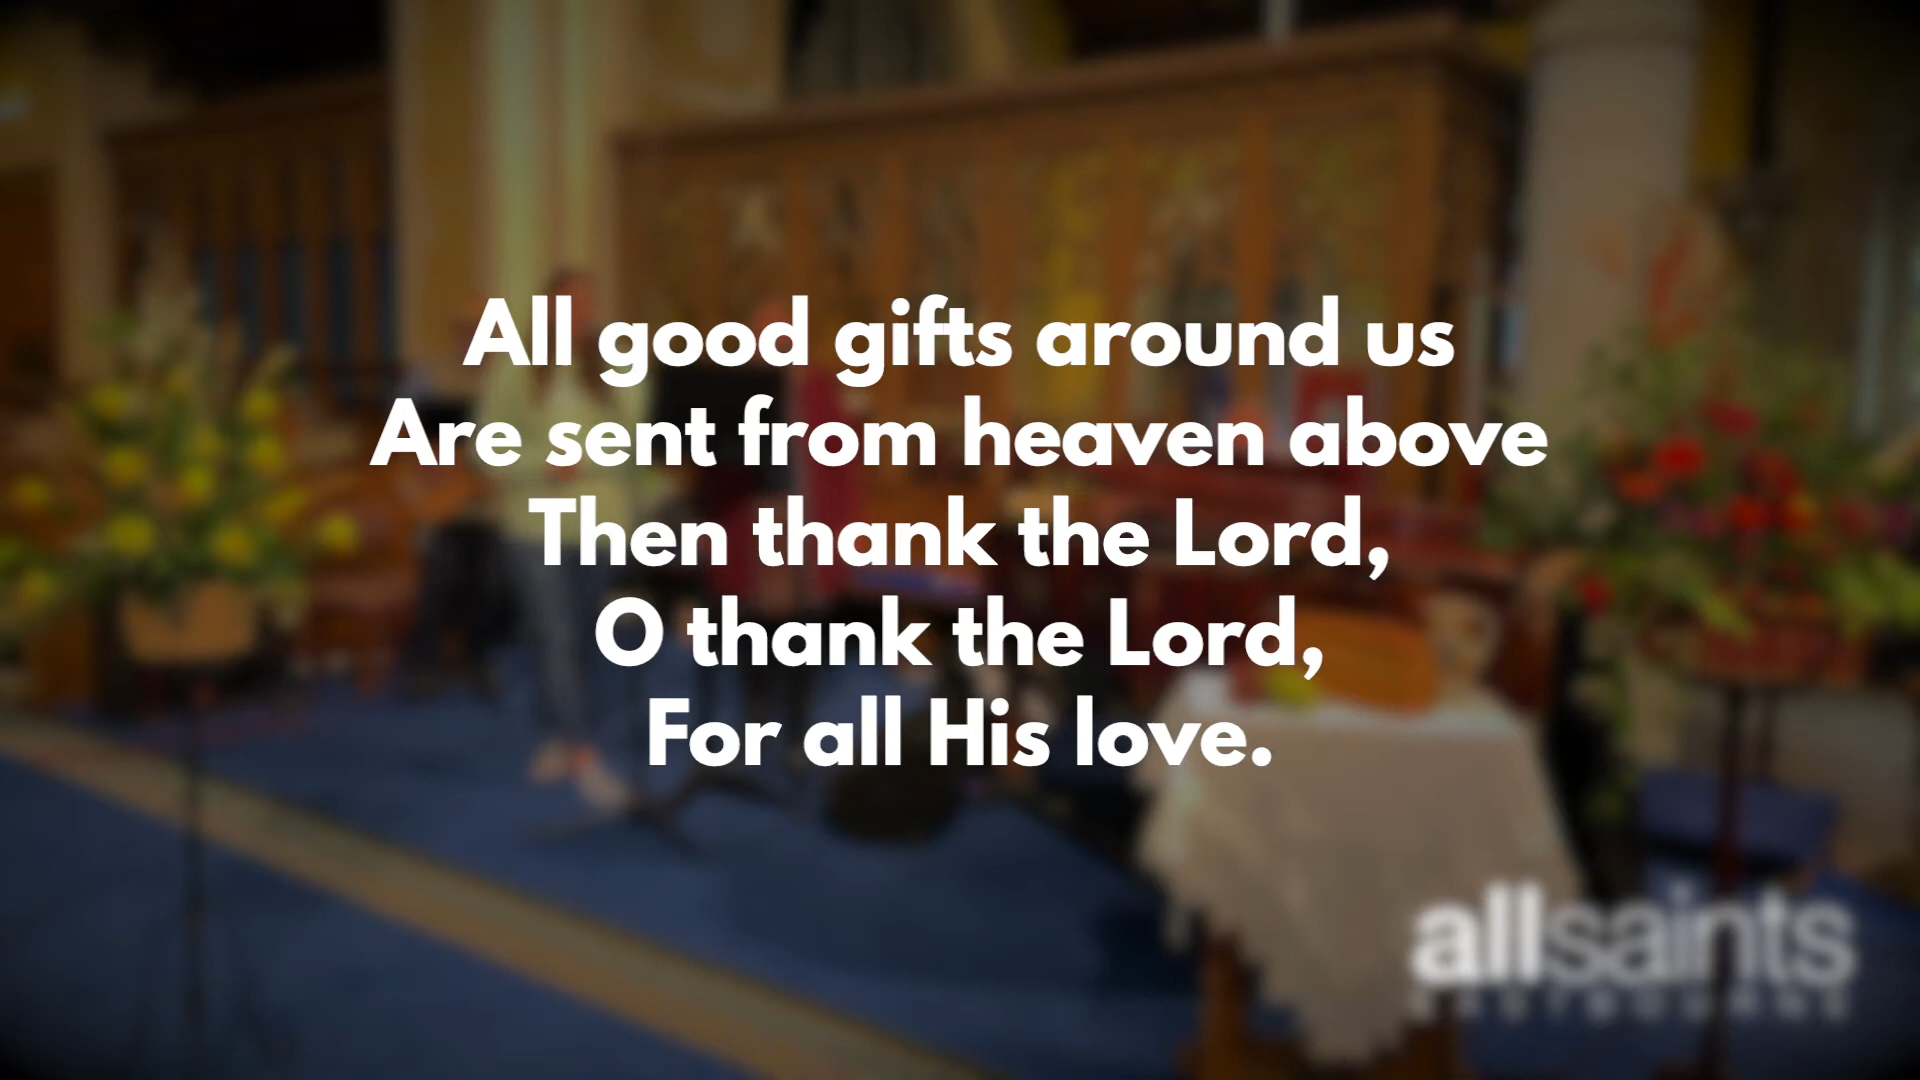 All good gifts around us
Are sent from heaven above
Then thank the Lord,
O thank the Lord,
For all His love.
allsaints
EASTBOURNE